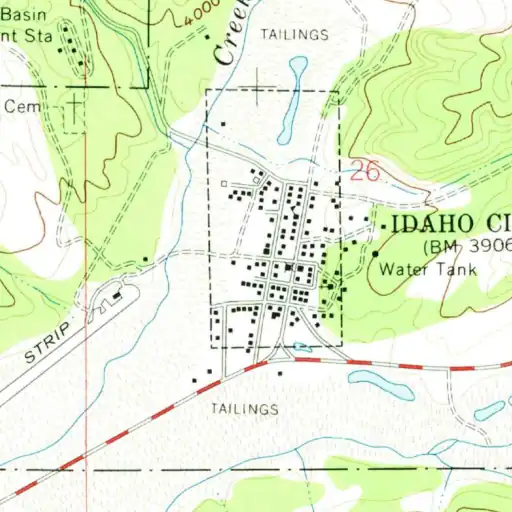 Basin
nt Sta
4000
Creek
TAILINGS
Cem
26
IDAHO CI
(BM 3906
Water Tank
STRIP
TAILINGS